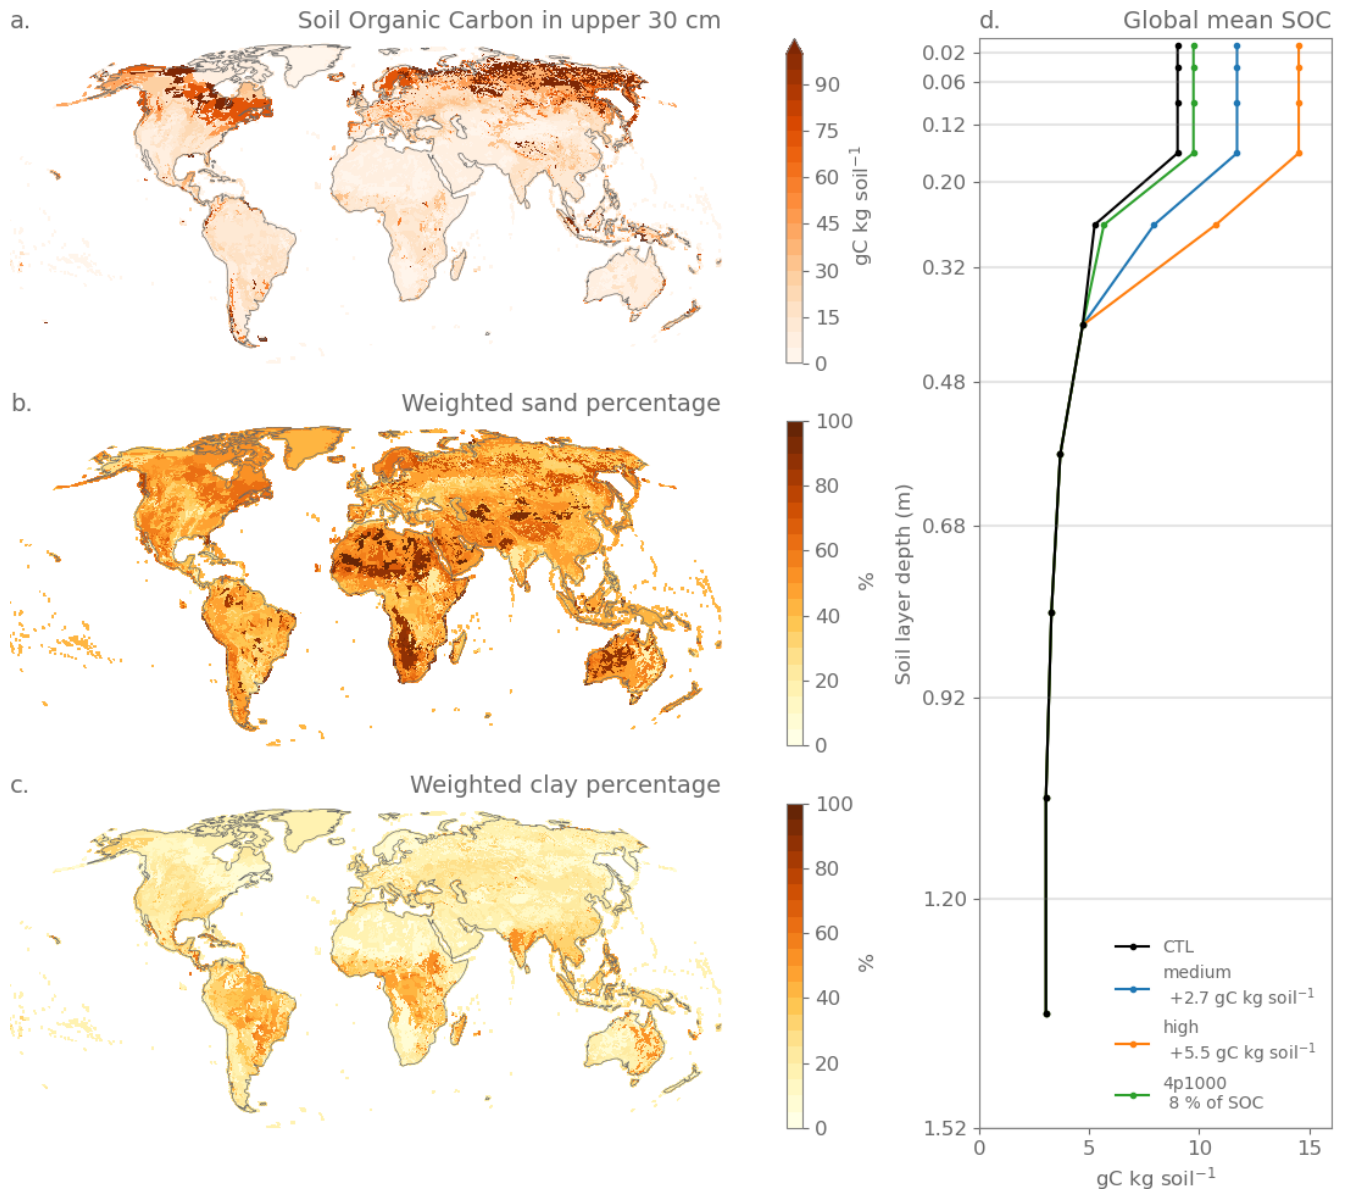 a.
Soil Organic Carbon in upper 30 cm
90
75
60
45
30
15
0
gC kg soil⁻¹
b.
Weighted sand percentage
100
80
60
40
20
0
%
c.
Weighted clay percentage
100
80
60
40
20
0
%
d.
Global mean SOC
0.02
0.06
0.12
0.20
0.32
0.48
0.68
0.92
1.20
1.52
Soil layer depth (m)
CTL
medium
+2.7 gC kg soil⁻¹
high
+5.5 gC kg soil⁻¹
4p1000
8 % of SOC
0
5
10
15
gC kg soil⁻¹